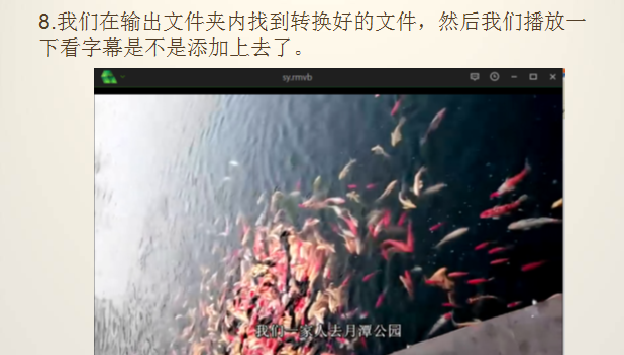 8.我们在输出文件夹内找到转换好的文件，然后我们播放一
下看字幕是不是是添加上去了。
sy.rmvb
我们一家人去月潭公园